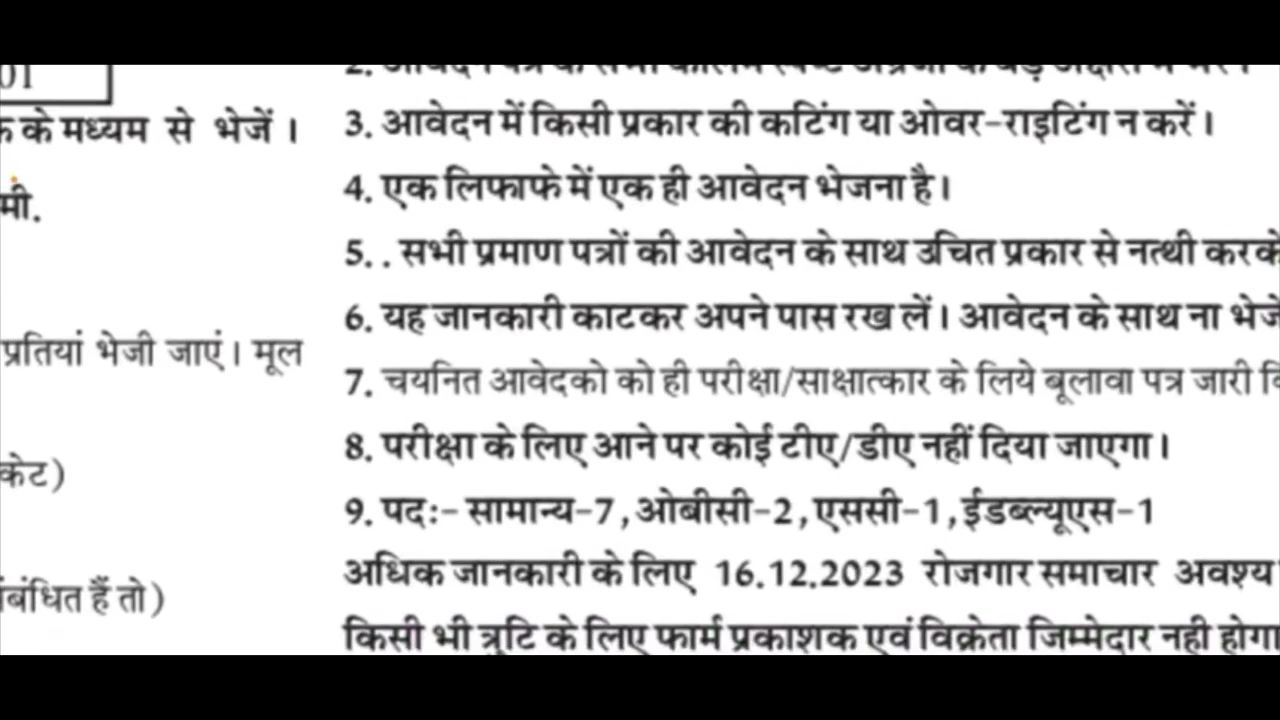 01
के मध्यम से भेजें।
मी.
प्रतियां भेजी जाएं। मूल
केट)
बंधित हैं तो)
3. आवेदन में किसी प्रकार की कटिंग या ओवर-राइटिंग न करें।
4. एक लिफाफे में एक ही आवेदन भेजना है।
5. . सभी प्रमाण पत्रों की आवेदन के साथ उचित प्रकार से नत्थी करके
6. यह जानकारी काटकर अपने पास रख लें। आवेदन के साथ ना भेजे
7. चयनित आवेदको को ही परीक्षा/साक्षात्कार के लिये बूलावा पत्र जारी
8. परीक्षा के लिए आने पर कोई टीए/डीए नहीं दिया जाएगा।
9. पदः- सामान्य-7, ओबीसी-2, एससी-1, ईडब्ल्यूएस-1
अधिक जानकारी के लिए 16.12.2023 रोजगार समाचार अवश्य
किसी भी त्रुटि के लिए फार्म प्रकाशक एवं विक्रेता जिम्मेदार नही होगा